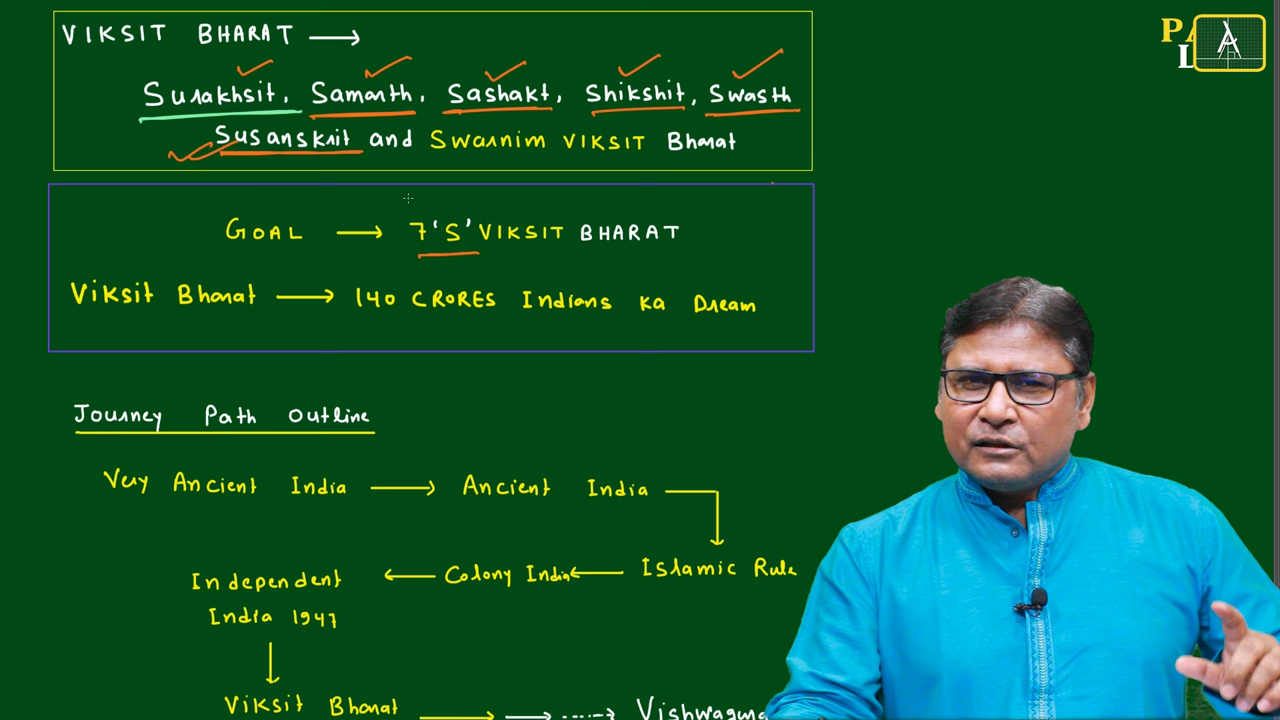 VIKSIT BHARAT →
Surakhsit, Samarth, Sashakt, Shikshit, Swasth
Susanskrit and Swarnim VIKSIT Bharat
GOAL → 7'S' VIKSIT BHARAT
Viksit Bharat → 140 CRORES Indians ka Dream
Journey Path Outline
Very Ancient India → Ancient India
Independent ← Colony India ← Islamic Rule
India 1947
Viksit Bharat → → ----→